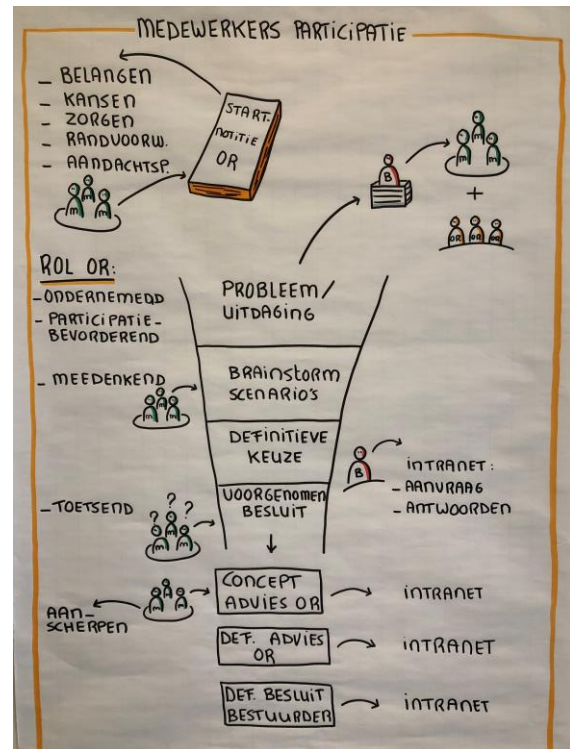 MEDEWERKERS PARTICIPATIE
- BELANGEN
- KANSEN
- ZORGEN
- RANDVOORW.
- AANDACHTSP.
START.
NOTITIE
OR
m m m
B
m m m
+
OR OR OR
ROL OR:
- ONDERNEMEND
- PARTICIPATIE-
BEVORDEREND
- MEEDENKEND
m m m
- TOETSEND
? ? ?
m m m
PROBLEEM/
UITDAGING
BRAINSTORM
SCENARIO'S
DEFINITIEVE
KEUZE
VOORGENOMEN
BESLUIT
B
INTRANET:
- AANVRAAG
- ANTWOORDEN
AAN-
SCHERPEN
m m m
CONCEPT
ADVIES OR
INTRANET
DEF. ADVIES
OR
INTRANET
DEF. BESLUIT
BESTUURDER
INTRANET